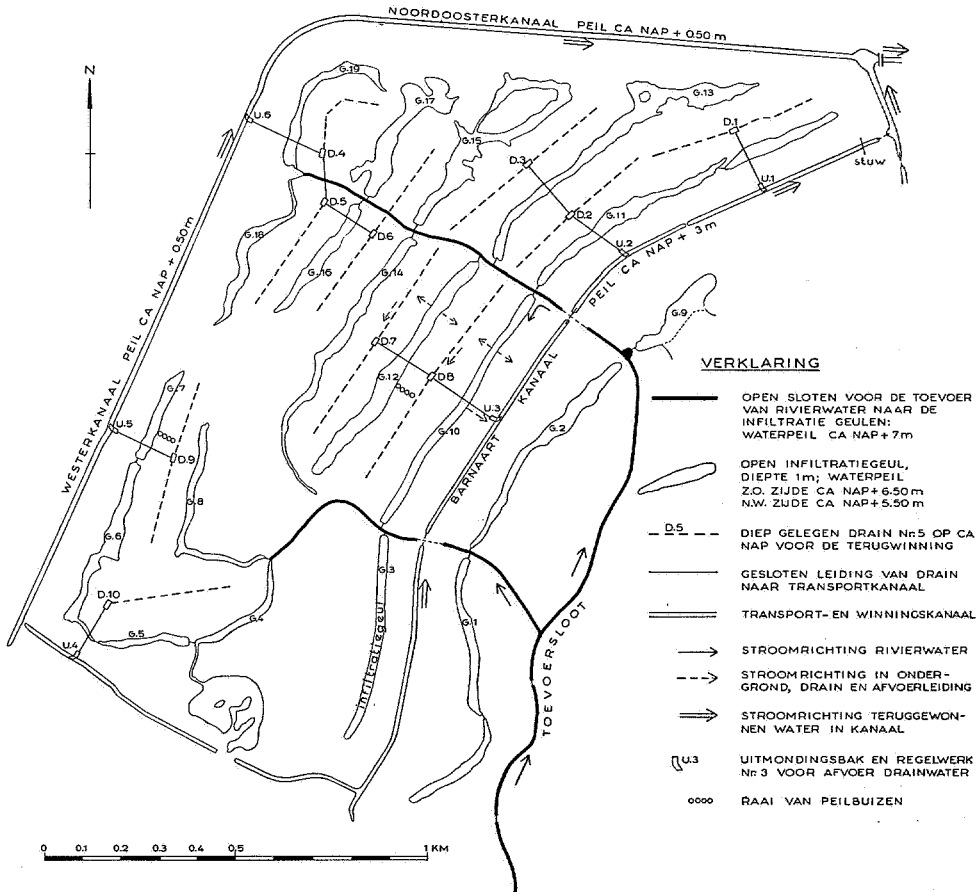 NOORDOOSTERKANAAL PEIL CA NAP + 0.50 m
N
G.19
G.17
G.13
U.6
G.15
D.1
D.4
D.3
stuw
U.1
D.5
D.2
G.11
D.6
G.18
U.2
G.16
G.14
PEIL CA NAP + 3 m
WESTERKANAAL PEIL CA NAP + 0.50 m
G.9
D.7
G.12
D8
G.7
U.3
U.5
G.10
BARNAART KANAAL
G.2
D.9
G.8
G.6
G.3
D.10
G.4
G.5
G.1
U.4
infiltratiegeul
TOEVOERSLOOT
0 0.1 0.2 0.3 0.4 0,5 1 KM
VERKLARING
OPEN SLOTEN VOOR DE TOEVOER
VAN RIVIERWATER NAAR DE
INFILTRATIE GEULEN:
WATERPEIL CA NAP + 7m
OPEN INFILTRATIEGEUL,
DIEPTE 1m; WATERPEIL
Z.O. ZIJDE CA NAP + 6.50 m
N.W. ZIJDE CA NAP + 5.50 m
D.5
DIEP GELEGEN DRAIN Nr.5 OP CA
NAP VOOR DE TERUGWINNING
GESLOTEN LEIDING VAN DRAIN
NAAR TRANSPORTKANAAL
TRANSPORT- EN WINNINGSKANAAL
STROOMRICHTING RIVIERWATER
STROOMRICHTING IN ONDER-
GROND, DRAIN EN AFVOERLEIDING
STROOMRICHTING TERUGGEWON-
NEN WATER IN KANAAL
U.3
UITMONDINGSBAK EN REGELWERK
Nr. 3 VOOR AFVOER DRAINWATER
RAAI VAN PEILBUIZEN